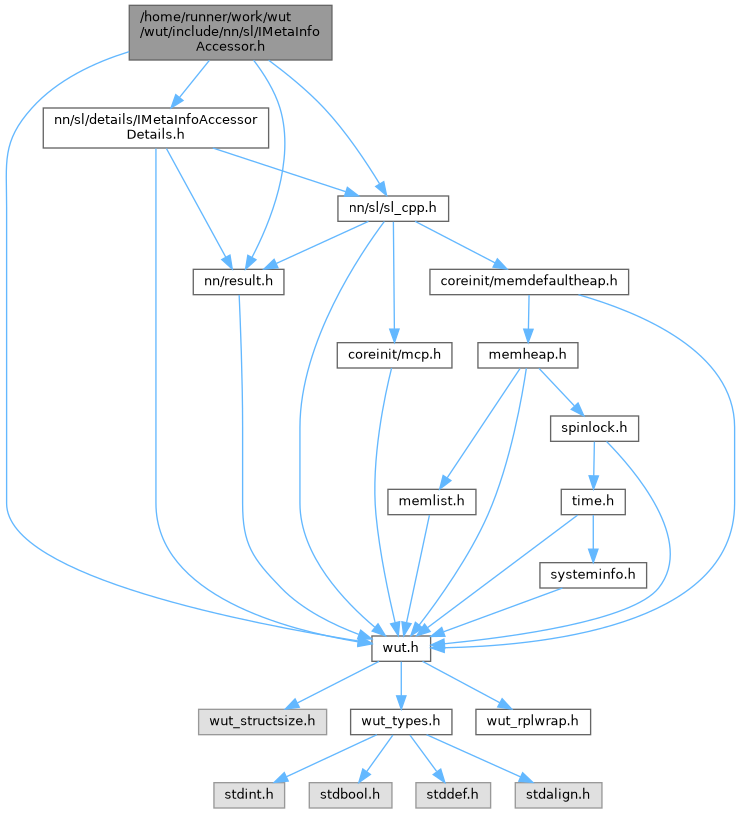 /home/runner/work/wut
/wut/include/nn/sl/IMetaInfo
Accessor.h
nn/sl/details/IMetaInfoAccessor
Details.h
nn/sl/sl_cpp.h
nn/result.h
coreinit/memdefaultheap.h
coreinit/mcp.h
memheap.h
spinlock.h
memlist.h
time.h
systeminfo.h
wut.h
wut_structsize.h
wut_types.h
wut_rplwrap.h
stdint.h
stdbool.h
stddef.h
stdalign.h